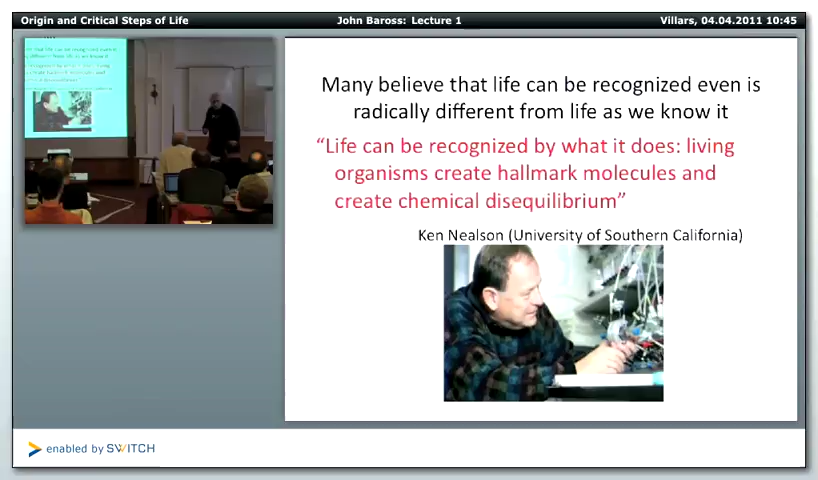 Origin and Critical Steps of Life
John Baross: Lecture 1
Villars, 04.04.2011 10:45
Many believe that life can be recognized even is
radically different from life as we know it
“Life can be recognized by what it does: living
organisms create hallmark molecules and
create chemical disequilibrium”
Ken Nealson (University of Southern California)
enabled by SWITCH